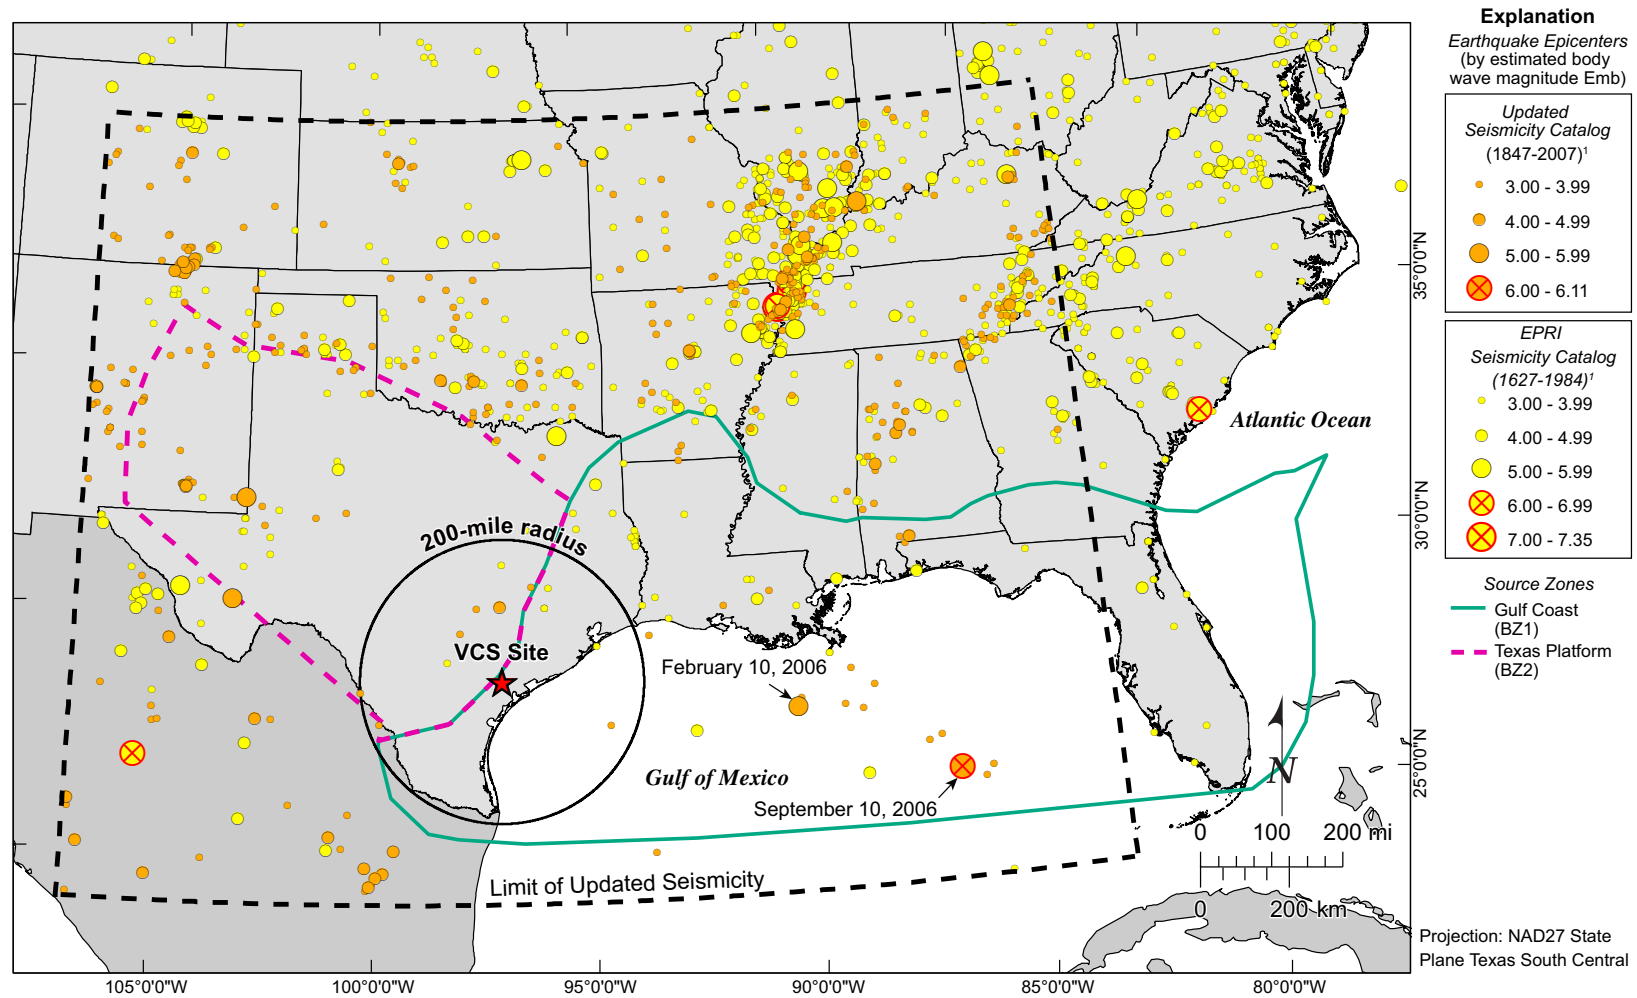 Explanation
Earthquake Epicenters
(by estimated body
wave magnitude Emb)
Updated
Seismicity Catalog
(1847-2007)¹
3.00 - 3.99
4.00 - 4.99
5.00 - 5.99
6.00 - 6.11
EPRI
Seismicity Catalog
(1627-1984)¹
3.00 - 3.99
4.00 - 4.99
5.00 - 5.99
6.00 - 6.99
7.00 - 7.35
Source Zones
Gulf Coast
(BZ1)
Texas Platform
(BZ2)
Atlantic Ocean
200-mile radius
VCS Site
February 10, 2006
Gulf of Mexico
September 10, 2006
Limit of Updated Seismicity
N
0 100 200 mi
0 200 km
35°0'0"N
30°0'0"N
25°0'0"N
105°0'0"W
100°0'0"W
95°0'0"W
90°0'0"W
85°0'0"W
80°0'0"W
Projection: NAD27 State
Plane Texas South Central